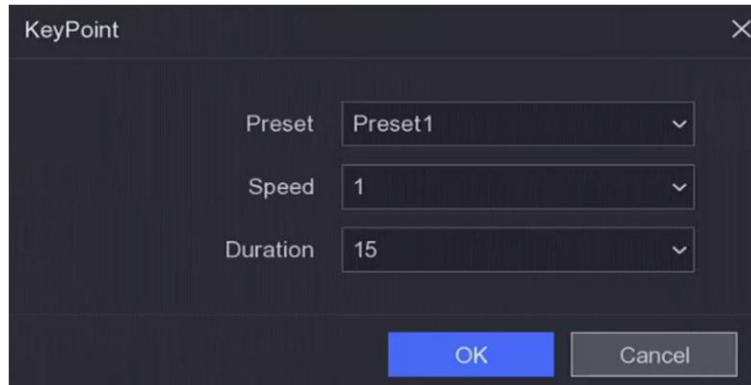 KeyPoint
Preset Preset1
Speed 1
Duration 15
OK Cancel